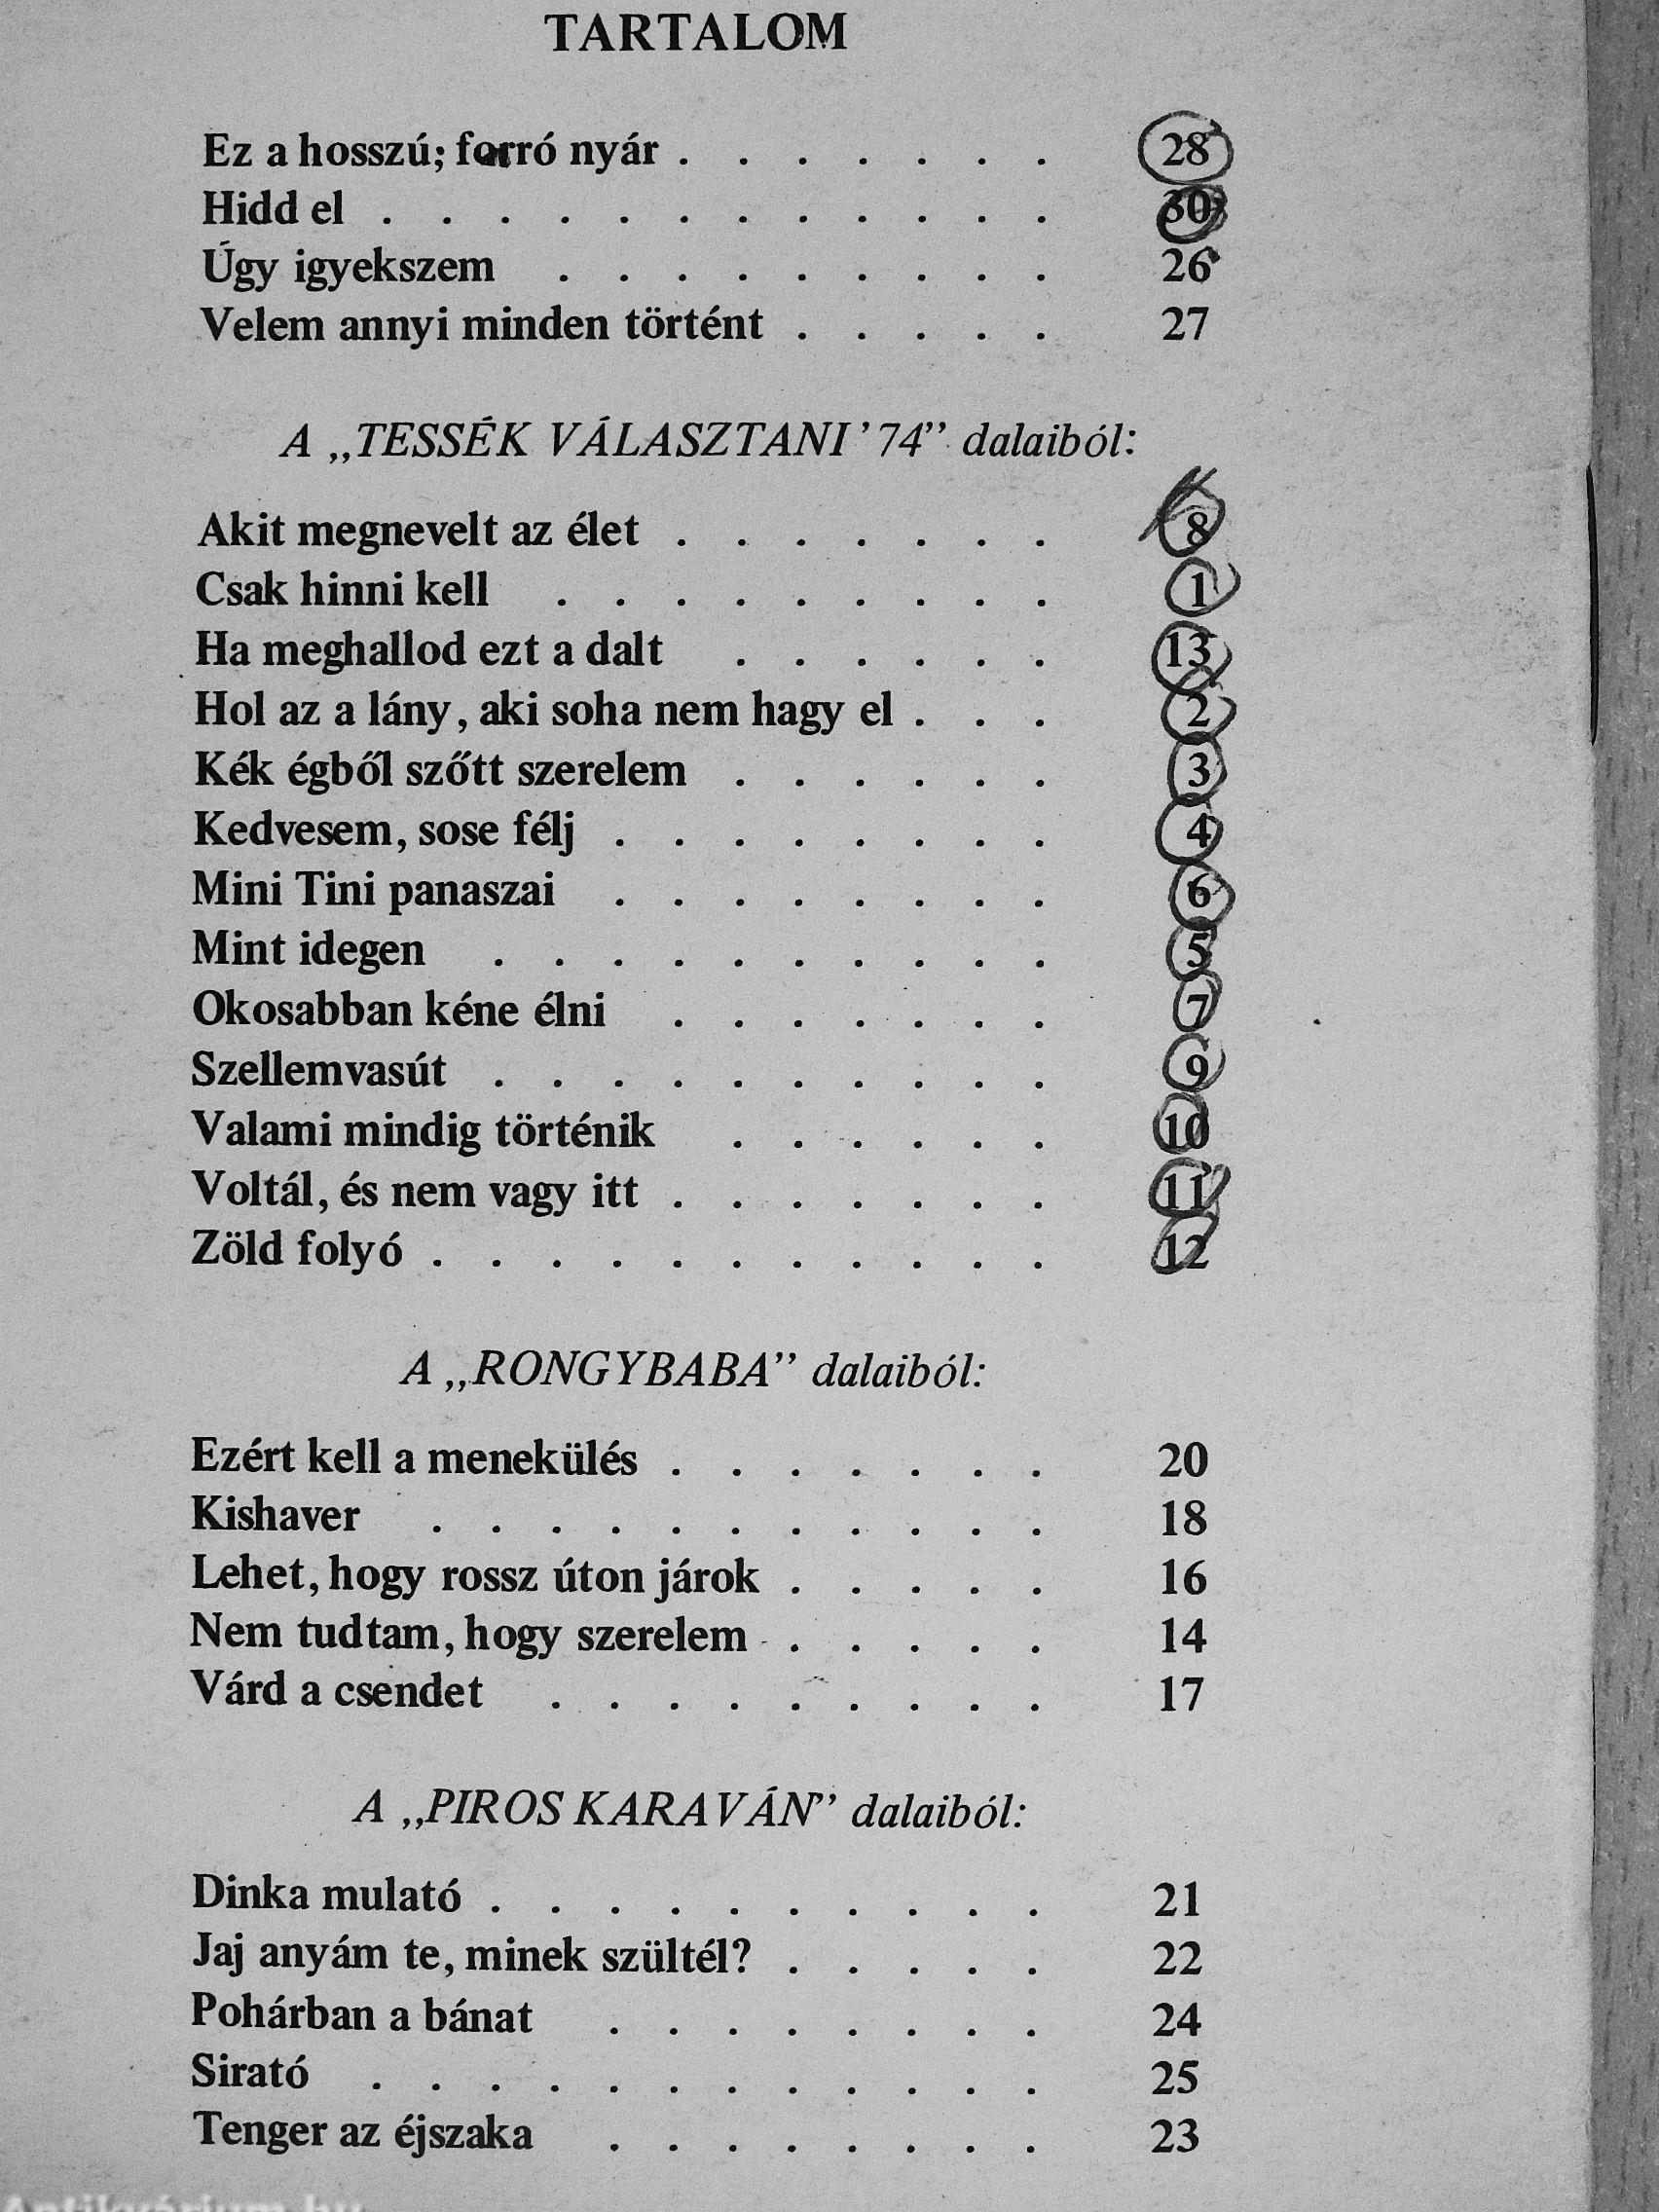 TARTALOM
Ez a hosszú; forró nyár . . . . . . . 28
Hidd el . . . . . . . . . . . . 30
Úgy igyekszem . . . . . . . . . 26
Velem annyi minden történt . . . . . 27
A „TESSÉK VÁLASZTANI ’74” dalaiból:
Akit megnevelt az élet . . . . . . . 8
Csak hinni kell . . . . . . . . . 1
Ha meghallod ezt a dalt . . . . . . 13
Hol az a lány, aki soha nem hagy el . . . 2
Kék égből szőtt szerelem . . . . . . 3
Kedvesem, sose félj . . . . . . . . 4
Mini Tini panaszai . . . . . . . . 6
Mint idegen . . . . . . . . . . 5
Okosabban kéne élni . . . . . . . 7
Szellemvasút . . . . . . . . . . 9
Valami mindig történik . . . . . . 10
Voltál, és nem vagy itt . . . . . . . 11
Zöld folyó . . . . . . . . . . . 12
A „RONGYBABA” dalaiból:
Ezért kell a menekülés . . . . . . . 20
Kishaver . . . . . . . . . . . 18
Lehet, hogy rossz úton járok . . . . . 16
Nem tudtam, hogy szerelem . . . . . 14
Várd a csendet . . . . . . . . . 17
A „PIROS KARAVÁN” dalaiból:
Dinka mulató . . . . . . . . . . 21
Jaj anyám te, minek szültél? . . . . . 22
Pohárban a bánat . . . . . . . . 24
Sirató . . . . . . . . . . . . 25
Tenger az éjszaka . . . . . . . . 23